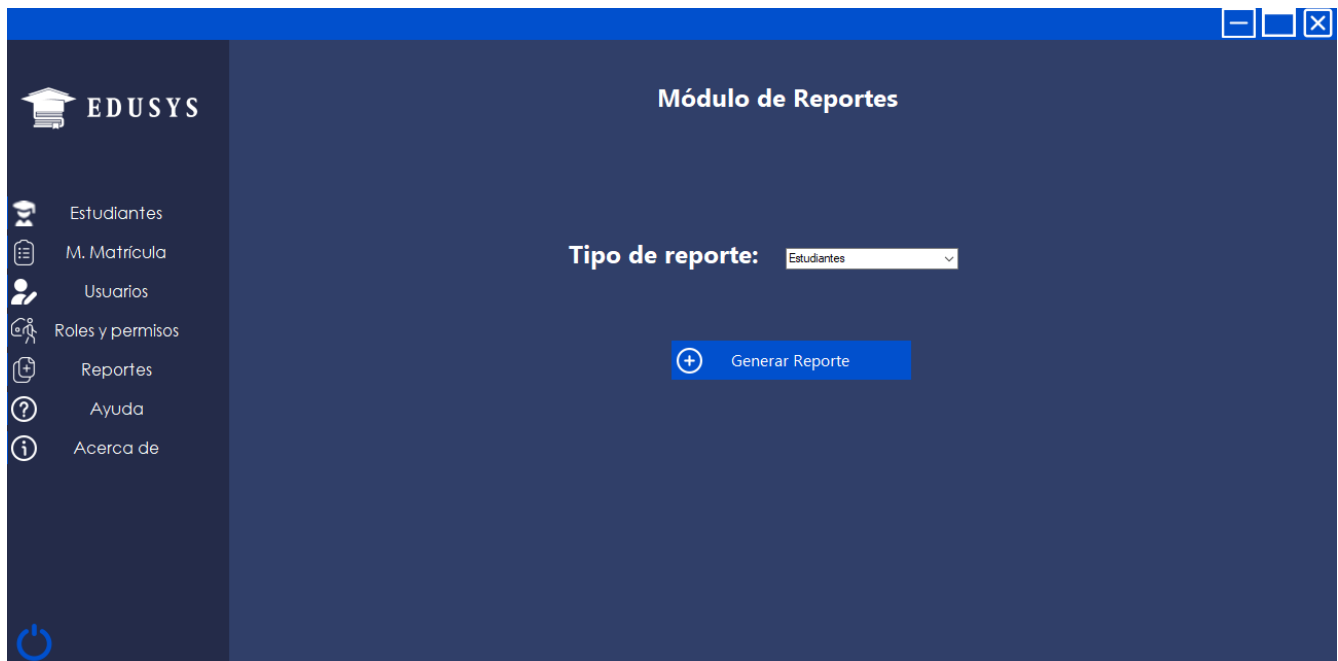 EDUSYS
Estudiantes
M. Matrícula
Usuarios
Roles y permisos
Reportes
Ayuda
Acerca de
Módulo de Reportes
Tipo de reporte: Estudiantes
Generar Reporte